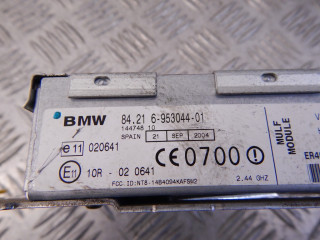 BMW 84.21 6-953044-01
144748 10
SPAIN 21 SEP 2004
e11 020641
CE0700!
E11 10R - 02 0641
FCC-ID:NT8-
2.44 GHZ
MULF
MODULE
V
ER4